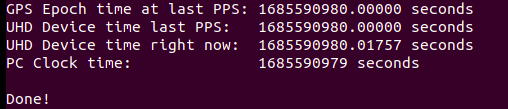 GPS Epoch time at last PPS: 1685590980.00000 seconds
UHD Device time last PPS:   1685590980.00000 seconds
UHD Device time right now:  1685590980.01757 seconds
PC Clock time:              1685590979 seconds
Done!